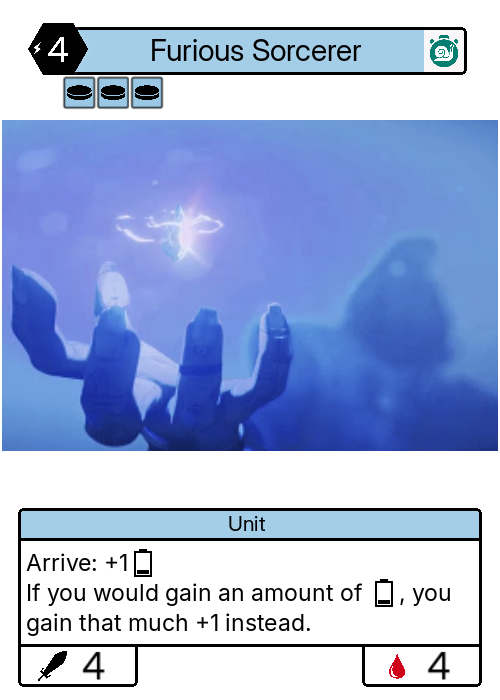 4
Furious Sorcerer
Unit
Arrive: +1
If you would gain an amount of , you
gain that much +1 instead.
4
4